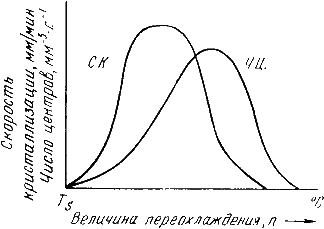 Скорость
кристаллизации, мм/мин
Число центров, мм⁻³·с⁻¹
СК
ЧЦ.
Ts
°C
Величина переохлаждения, n